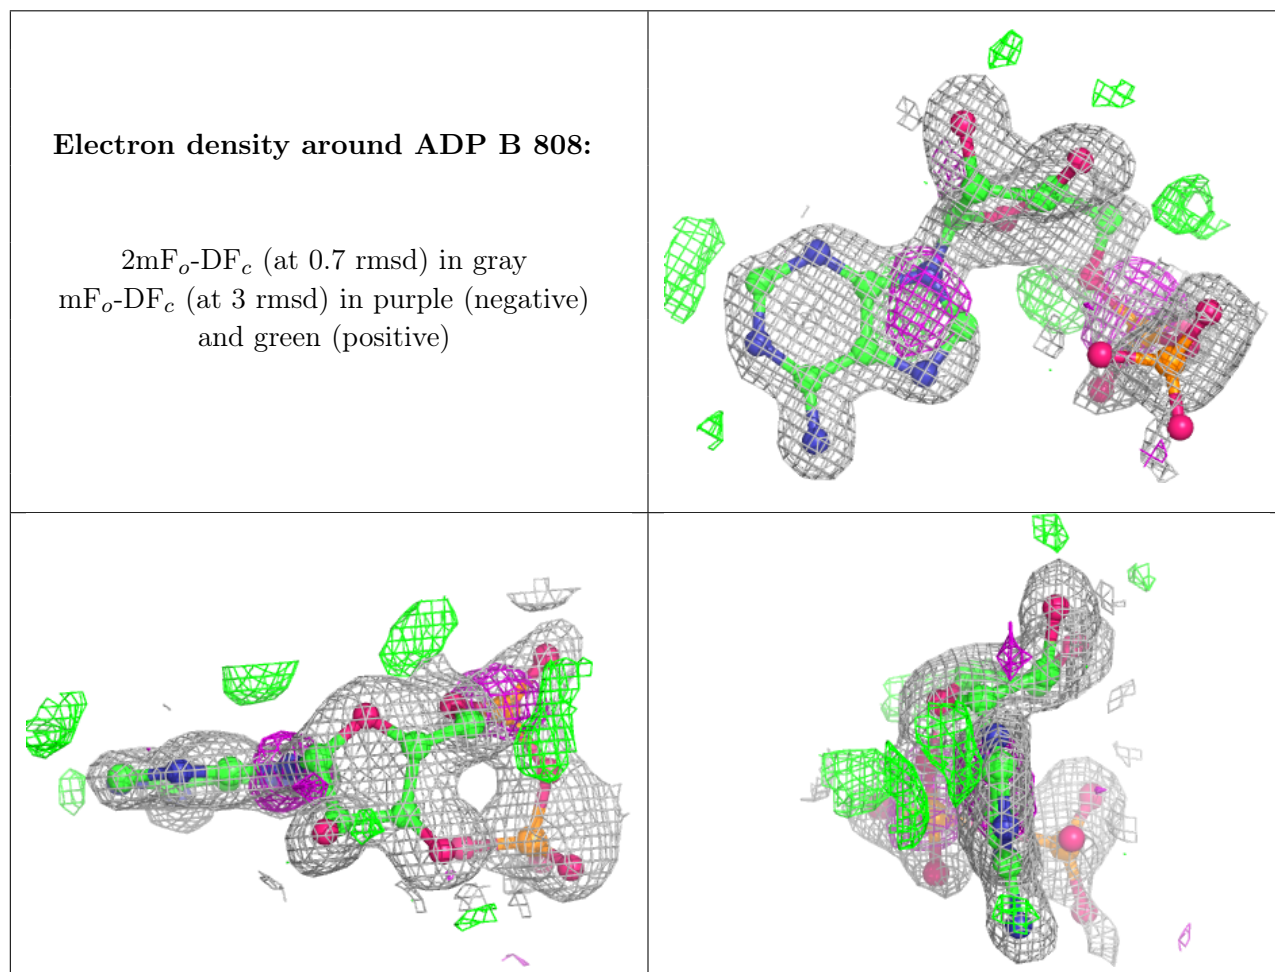 Electron density around ADP B 808:
2mFo-DFc (at 0.7 rmsd) in gray
mFo-DFc (at 3 rmsd) in purple (negative)
and green (positive)